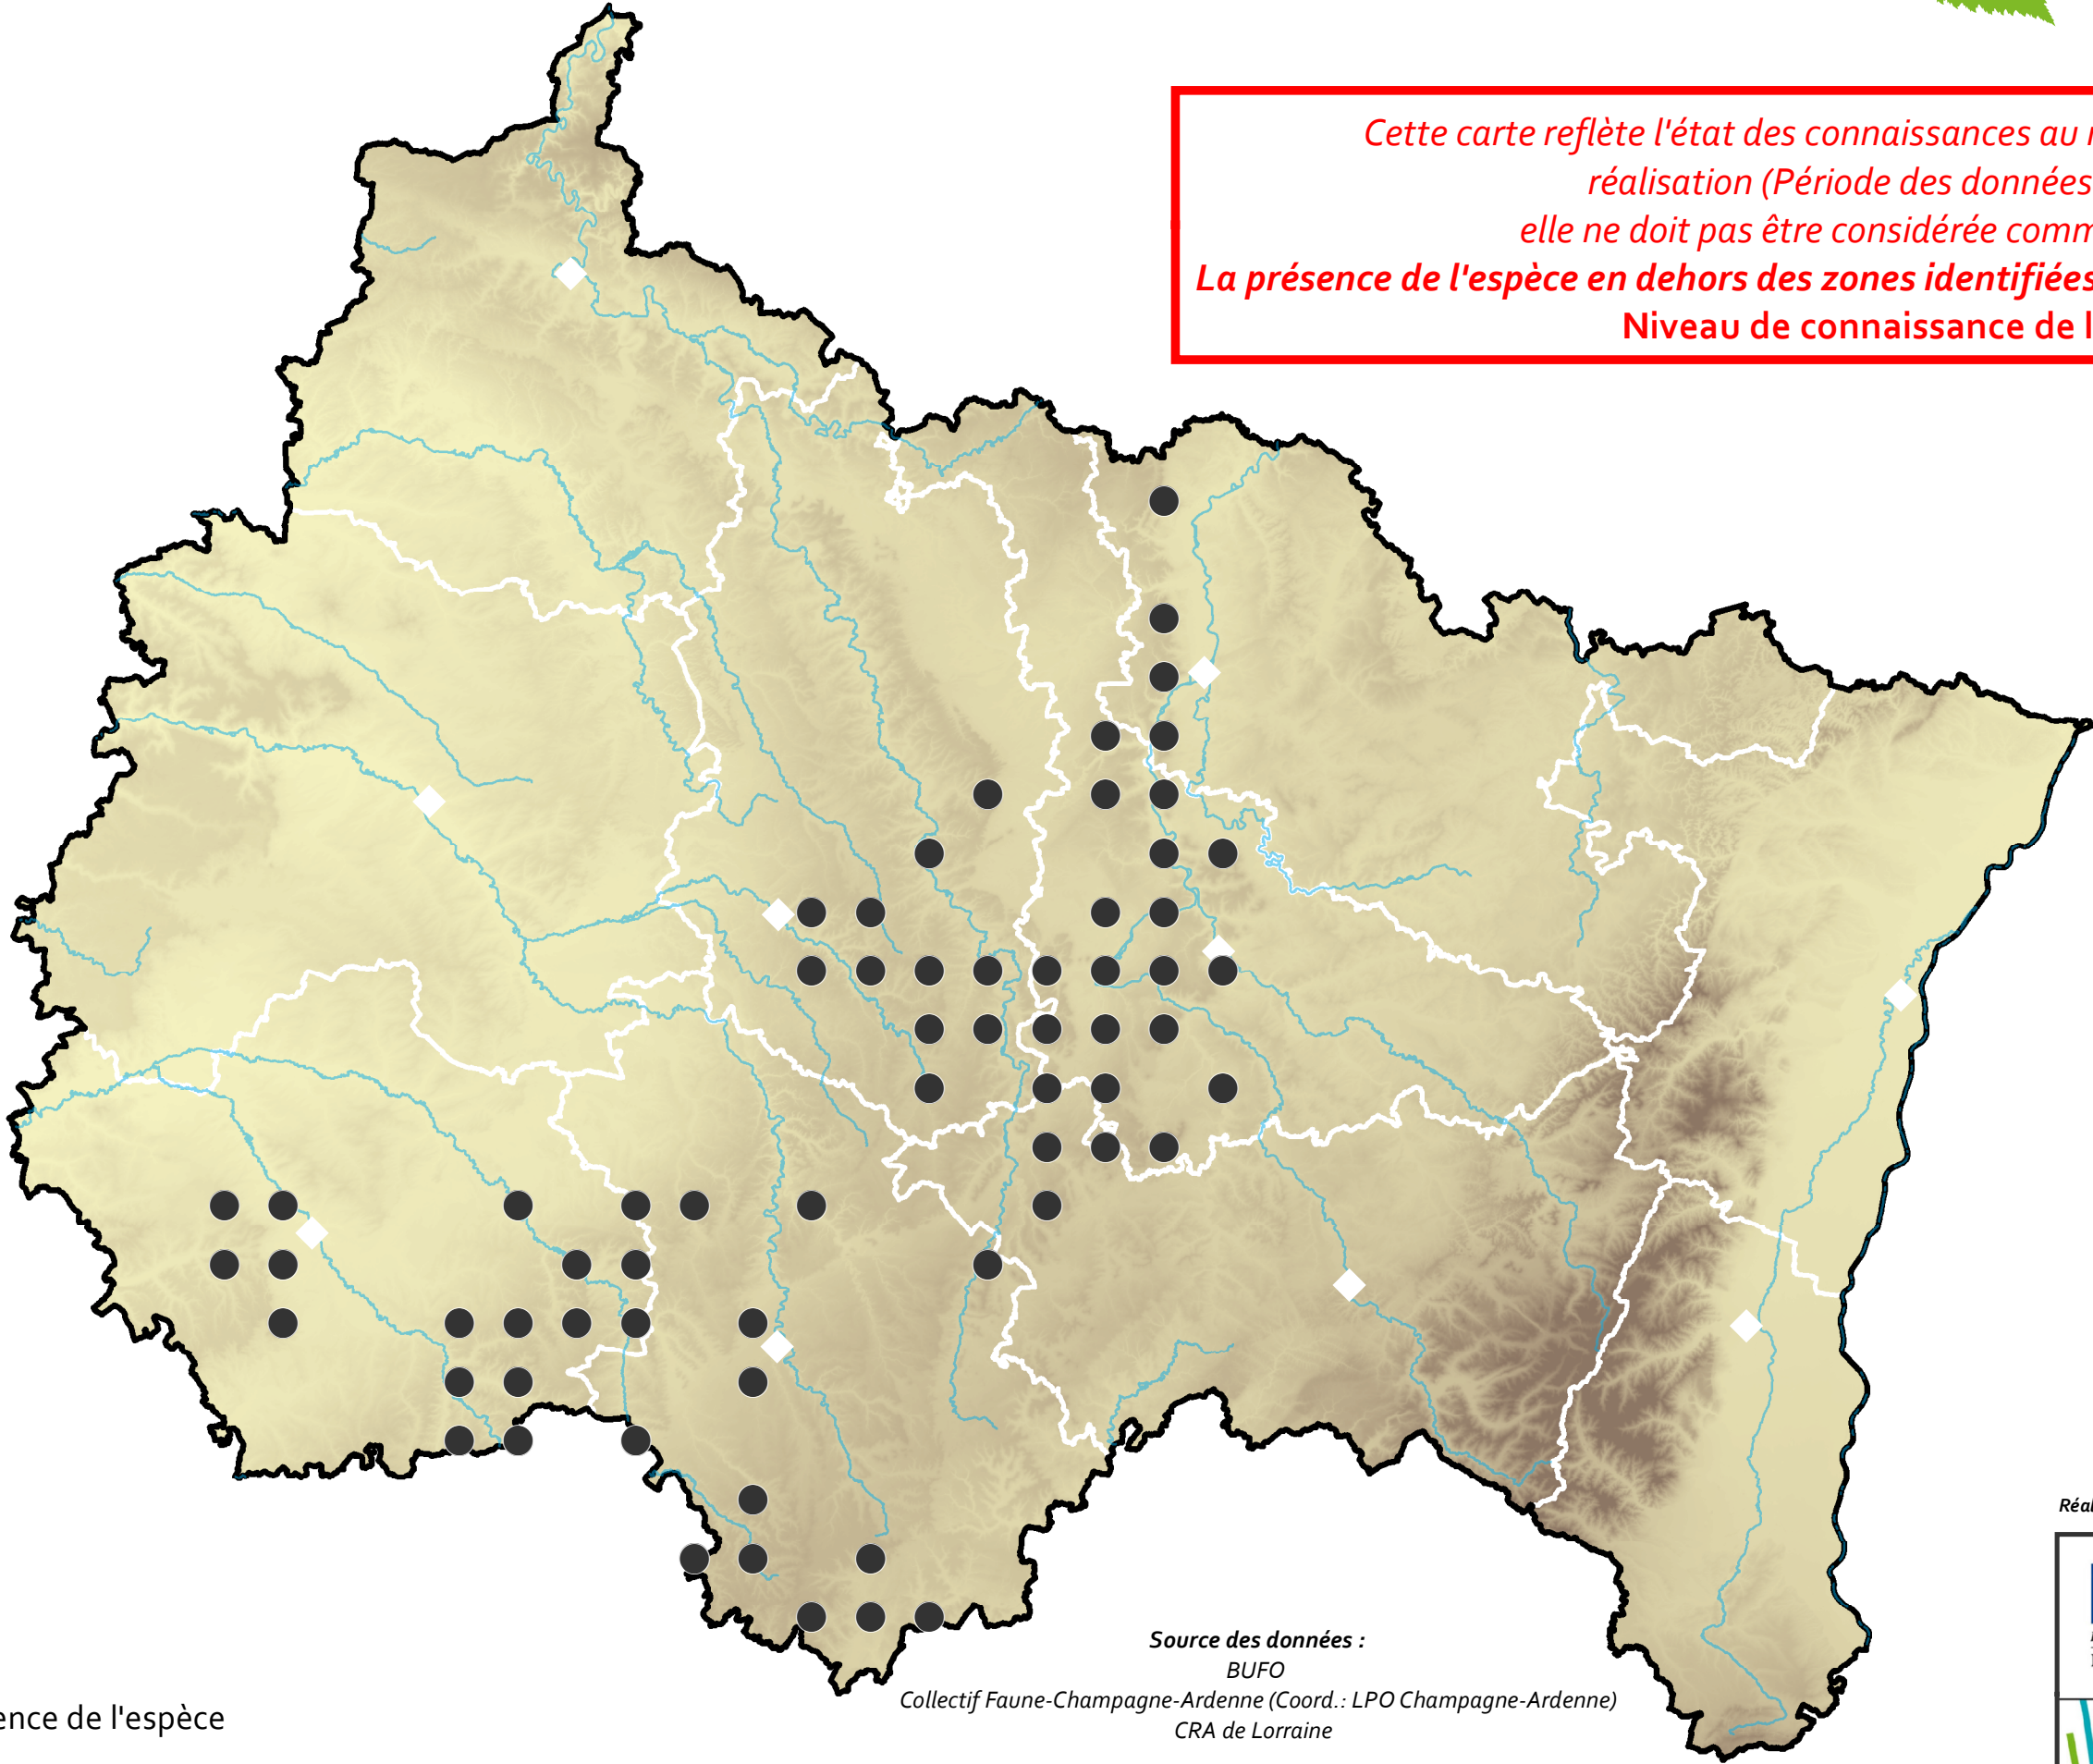 Cette carte reflète l'état des connaissances au
réalisation (Période des données
elle ne doit pas être considérée comm
La présence de l'espèce en dehors des zones identifiées
Niveau de connaissance de l
Réal
Source des données :
BUFO
Collectif Faune-Champagne-Ardenne (Coord.: LPO Champagne-Ardenne)
CRA de Lorraine
ence de l'espèce